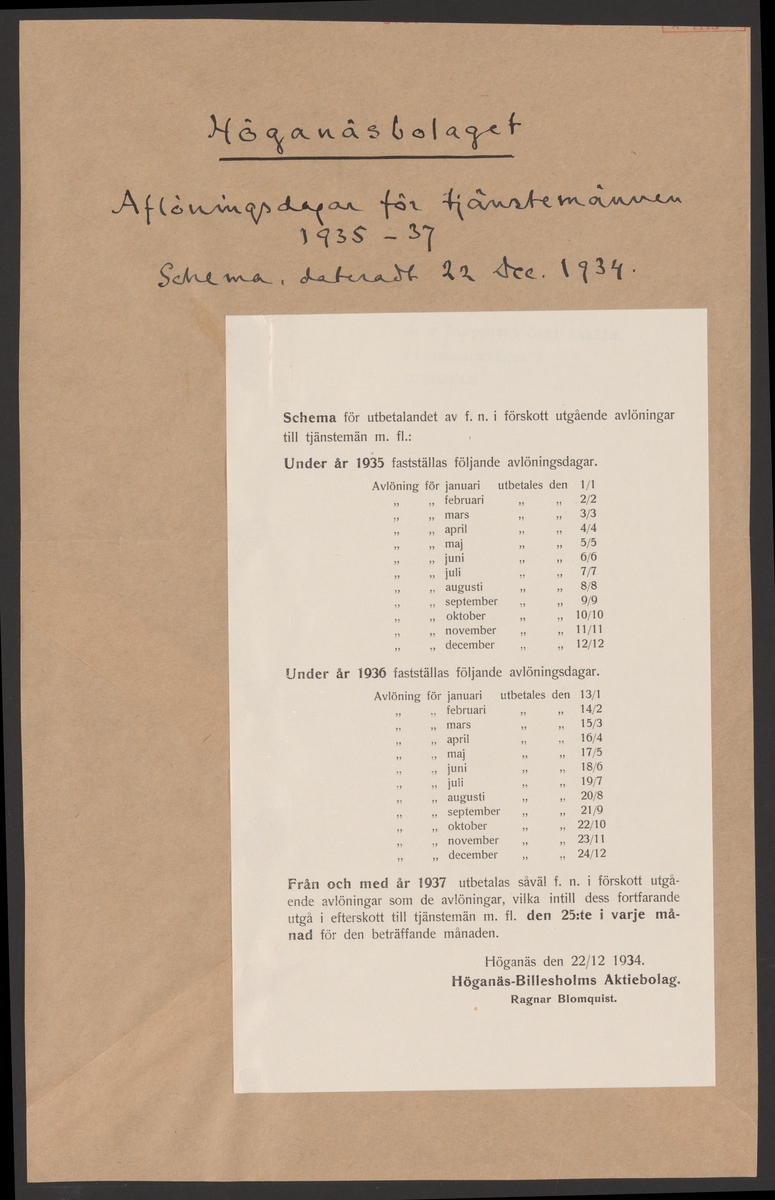 Höganäsbolaget
Aflöningsdagar för tjänstemännen
1935 – 37
Schema, dateradt 22 Dec. 1934.
Schema för utbetalandet av f. n. i förskott utgående avlöningar
till tjänstemän m. fl.:
Under år 1935 fastställas följande avlöningsdagar.
Avlöning för januari utbetales den 1/1
„ „ februari „ „ 2/2
„ „ mars „ „ 3/3
„ „ april „ „ 4/4
„ „ maj „ „ 5/5
„ „ juni „ „ 6/6
„ „ juli „ „ 7/7
„ „ augusti „ „ 8/8
„ „ september „ „ 9/9
„ „ oktober „ „ 10/10
„ „ november „ „ 11/11
„ „ december „ „ 12/12
Under år 1936 fastställas följande avlöningsdagar.
Avlöning för januari utbetales den 13/1
„ „ februari „ „ 14/2
„ „ mars „ „ 15/3
„ „ april „ „ 16/4
„ „ maj „ „ 17/5
„ „ juni „ „ 18/6
„ „ juli „ „ 19/7
„ „ augusti „ „ 20/8
„ „ september „ „ 21/9
„ „ oktober „ „ 22/10
„ „ november „ „ 23/11
„ „ december „ „ 24/12
Från och med år 1937 utbetalas såväl f. n. i förskott utgå-
ende avlöningar som de avlöningar, vilka intill dess fortfarande
utgå i efterskott till tjänstemän m. fl. den 25:te i varje må-
nad för den beträffande månaden.
Höganäs den 22/12 1934.
Höganäs-Billesholms Aktiebolag.
Ragnar Blomquist.